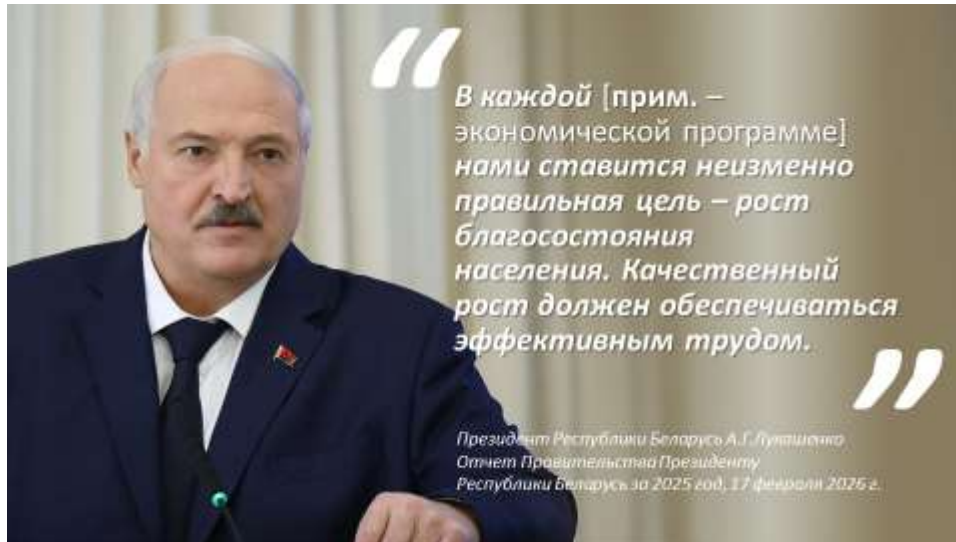 “
В каждой [прим. –
экономической программе]
нами ставится неизменно
правильная цель – рост
благосостояния
населения. Качественный
рост должен обеспечиваться
эффективным трудом.
”
Президент Республики Беларусь А.Г.Лукашенко
Отчет Правительства Президенту
Республики Беларусь за 2025 год, 17 февраля 2026 г.